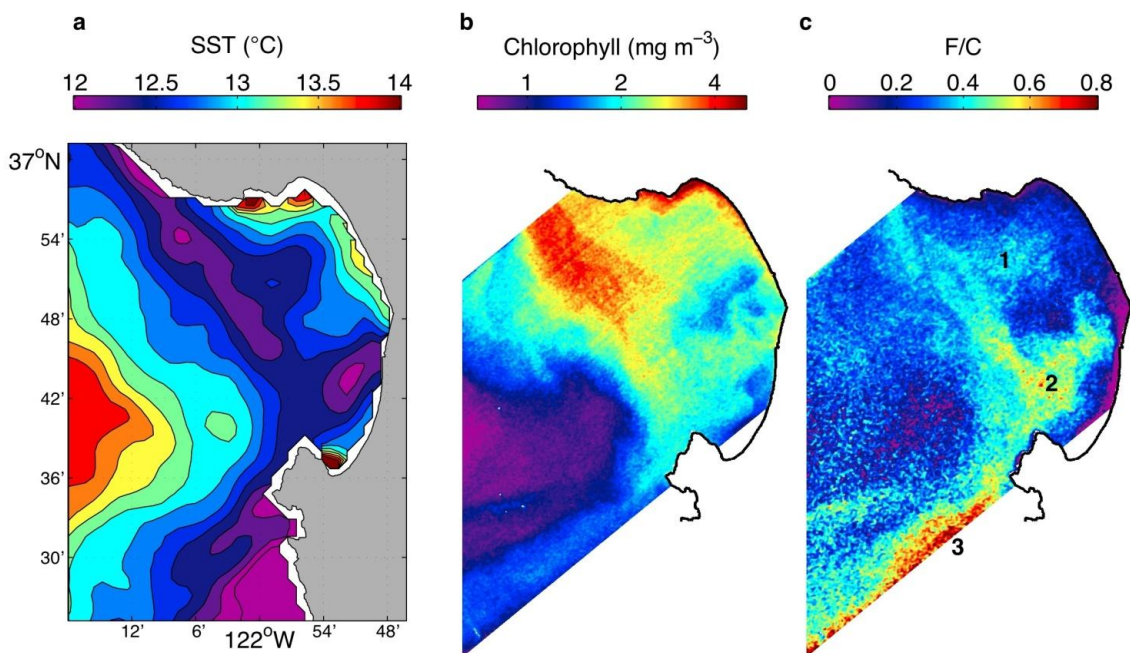 a
SST (°C)
12 12.5 13 13.5 14
37°N
54'
48'
42'
36'
30'
12' 6' 122°W 54' 48'
b
Chlorophyll (mg m⁻³)
1 2 4
c
F/C
0 0.2 0.4 0.6 0.8
1
2
3